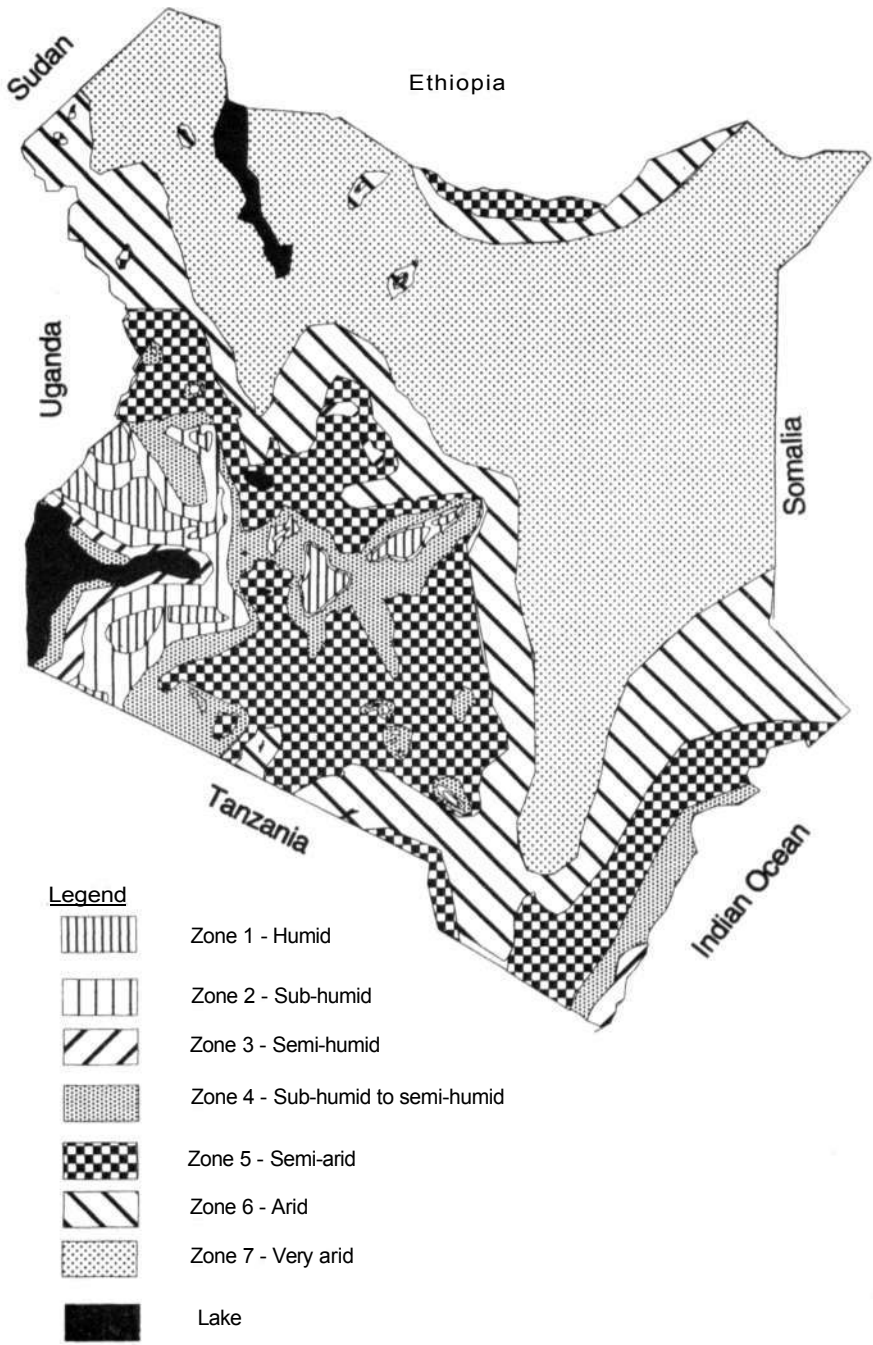 Sudan
Ethiopia
Uganda
Somalia
Tanzania
Indian Ocean
Legend
Zone 1 - Humid
Zone 2 - Sub-humid
Zone 3 - Semi-humid
Zone 4 - Sub-humid to semi-humid
Zone 5 - Semi-arid
Zone 6 - Arid
Zone 7 - Very arid
Lake